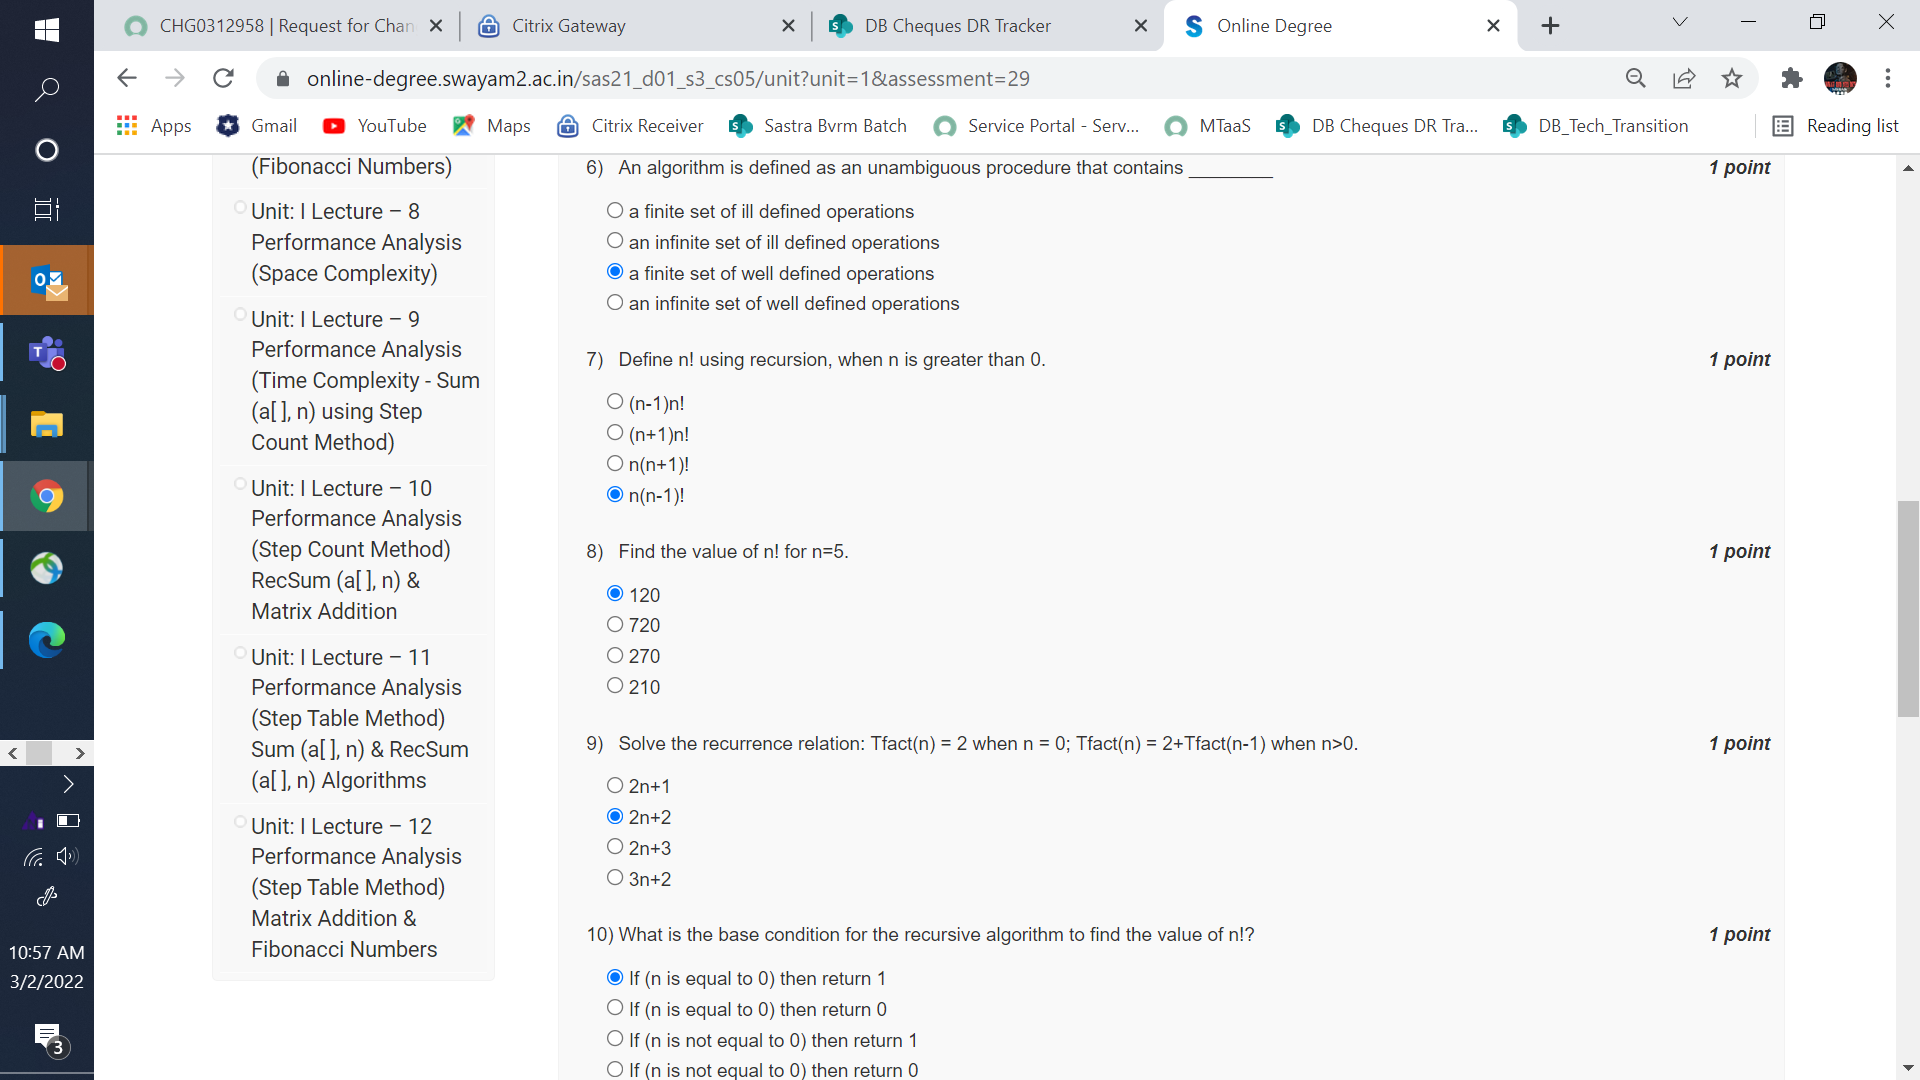 CHG0312958 | Request for Chan
Citrix Gateway
DB Cheques DR Tracker
Online Degree
online-degree.swayam2.ac.in/sas21_d01_s3_cs05/unit?unit=1&assessment=29
Apps
Gmail
YouTube
Maps
Citrix Receiver
Sastra Bvrm Batch
Service Portal - Serv...
MTaaS
DB Cheques DR Tra...
DB_Tech_Transition
Reading list
(Fibonacci Numbers)
Unit: I Lecture – 8
Performance Analysis
(Space Complexity)
Unit: I Lecture – 9
Performance Analysis
(Time Complexity - Sum
(a[ ], n) using Step
Count Method)
Unit: I Lecture – 10
Performance Analysis
(Step Count Method)
RecSum (a[ ], n) &
Matrix Addition
Unit: I Lecture – 11
Performance Analysis
(Step Table Method)
Sum (a[ ], n) & RecSum
(a[ ], n) Algorithms
Unit: I Lecture – 12
Performance Analysis
(Step Table Method)
Matrix Addition &
Fibonacci Numbers
6) An algorithm is defined as an unambiguous procedure that contains ________ 1 point
a finite set of ill defined operations
an infinite set of ill defined operations
a finite set of well defined operations
an infinite set of well defined operations
7) Define n! using recursion, when n is greater than 0. 1 point
(n-1)n!
(n+1)n!
n(n+1)!
n(n-1)!
8) Find the value of n! for n=5. 1 point
120
720
270
210
9) Solve the recurrence relation: Tfact(n) = 2 when n = 0; Tfact(n) = 2+Tfact(n-1) when n>0. 1 point
2n+1
2n+2
2n+3
3n+2
10) What is the base condition for the recursive algorithm to find the value of n!? 1 point
If (n is equal to 0) then return 1
If (n is equal to 0) then return 0
If (n is not equal to 0) then return 1
If (n is not equal to 0) then return 0
10:57 AM
3/2/2022
3